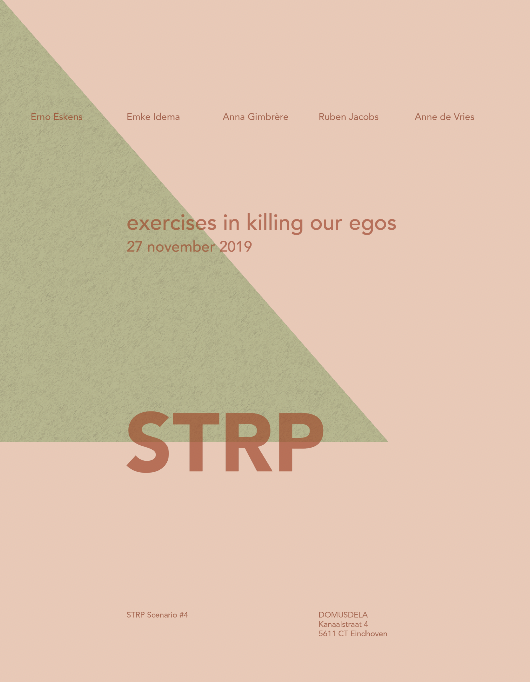 Erno Eskens Emke Idema Anna Gimbrère Ruben Jacobs Anne de Vries
exercises in killing our egos
27 november 2019
STRP
STRP Scenario #4
DOMUSDELA
Kanaalstraat 4
5611 CT Eindhoven